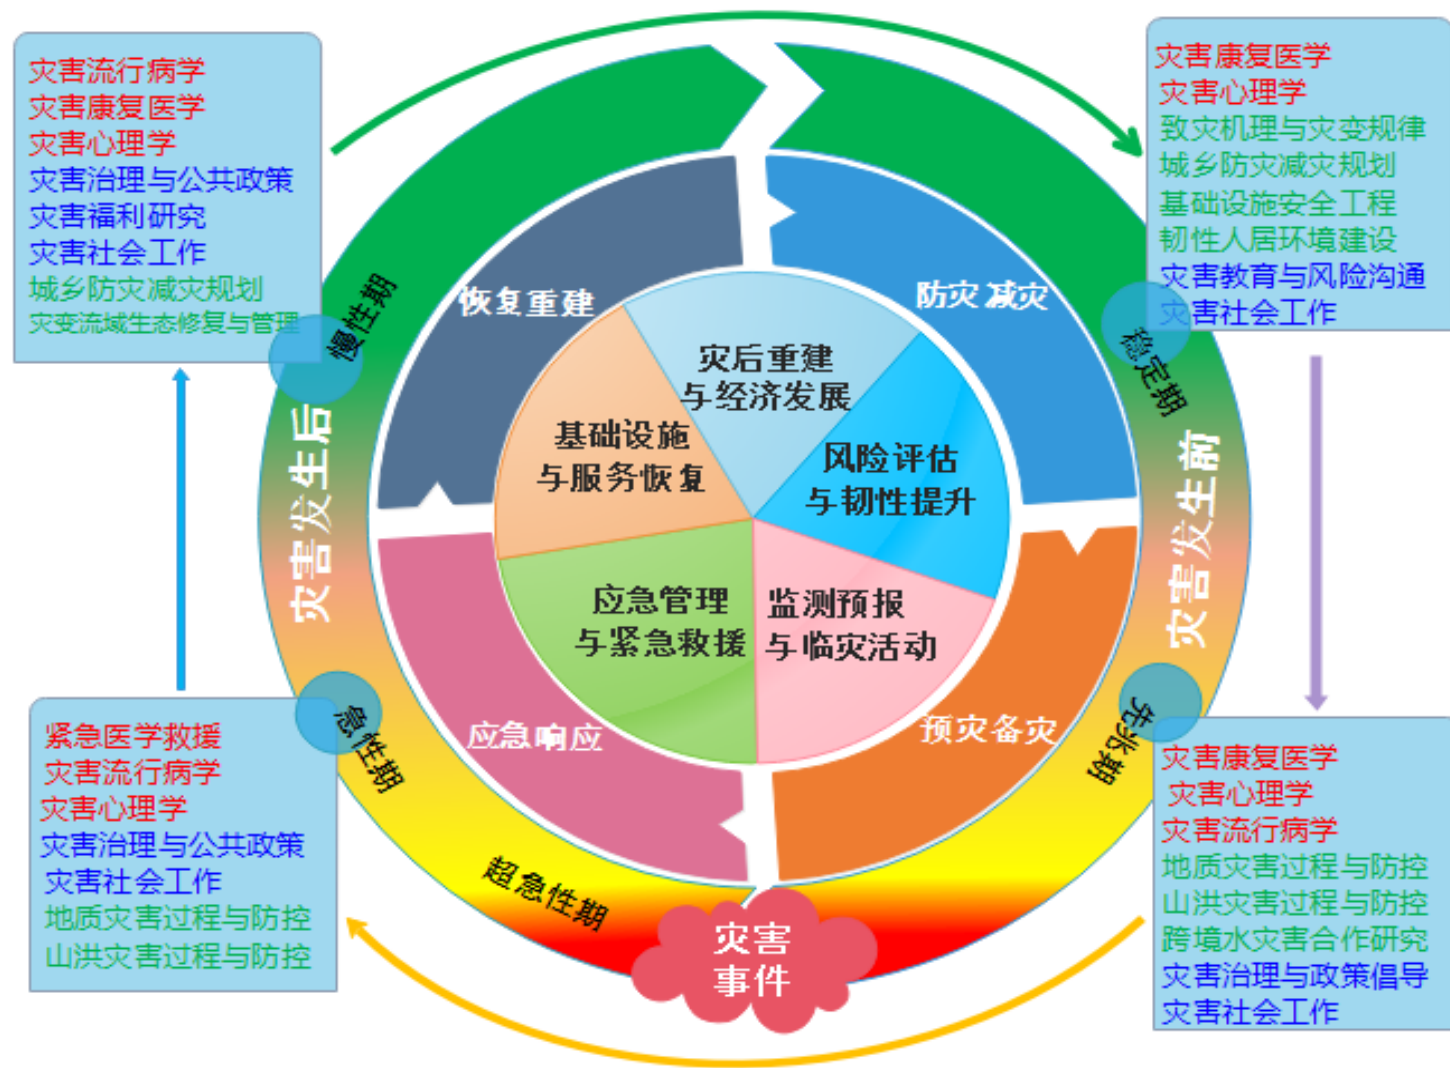 灾害流行病学
灾害康复医学
灾害心理学
灾害治理与公共政策
灾害福利研究
灾害社会工作
城乡防灾减灾规划
灾变流域生态修复与管理
灾害康复医学
灾害心理学
致灾机理与灾变规律
城乡防灾减灾规划
基础设施安全工程
韧性人居环境建设
灾害教育与风险沟通
灾害社会工作
慢性期
稳定期
灾害发生后
灾害发生前
恢复重建
防灾减灾
灾后重建
与经济发展
基础设施
与服务恢复
风险评估
与韧性提升
应急管理
与紧急救援
监测预报
与临灾活动
应急响应
预灾备灾
急性期
先兆期
超急性期
灾害
事件
紧急医学救援
灾害流行病学
灾害心理学
灾害治理与公共政策
灾害社会工作
地质灾害过程与防控
山洪灾害过程与防控
灾害康复医学
灾害心理学
灾害流行病学
地质灾害过程与防控
山洪灾害过程与防控
跨境水灾害合作研究
灾害治理与政策倡导
灾害社会工作